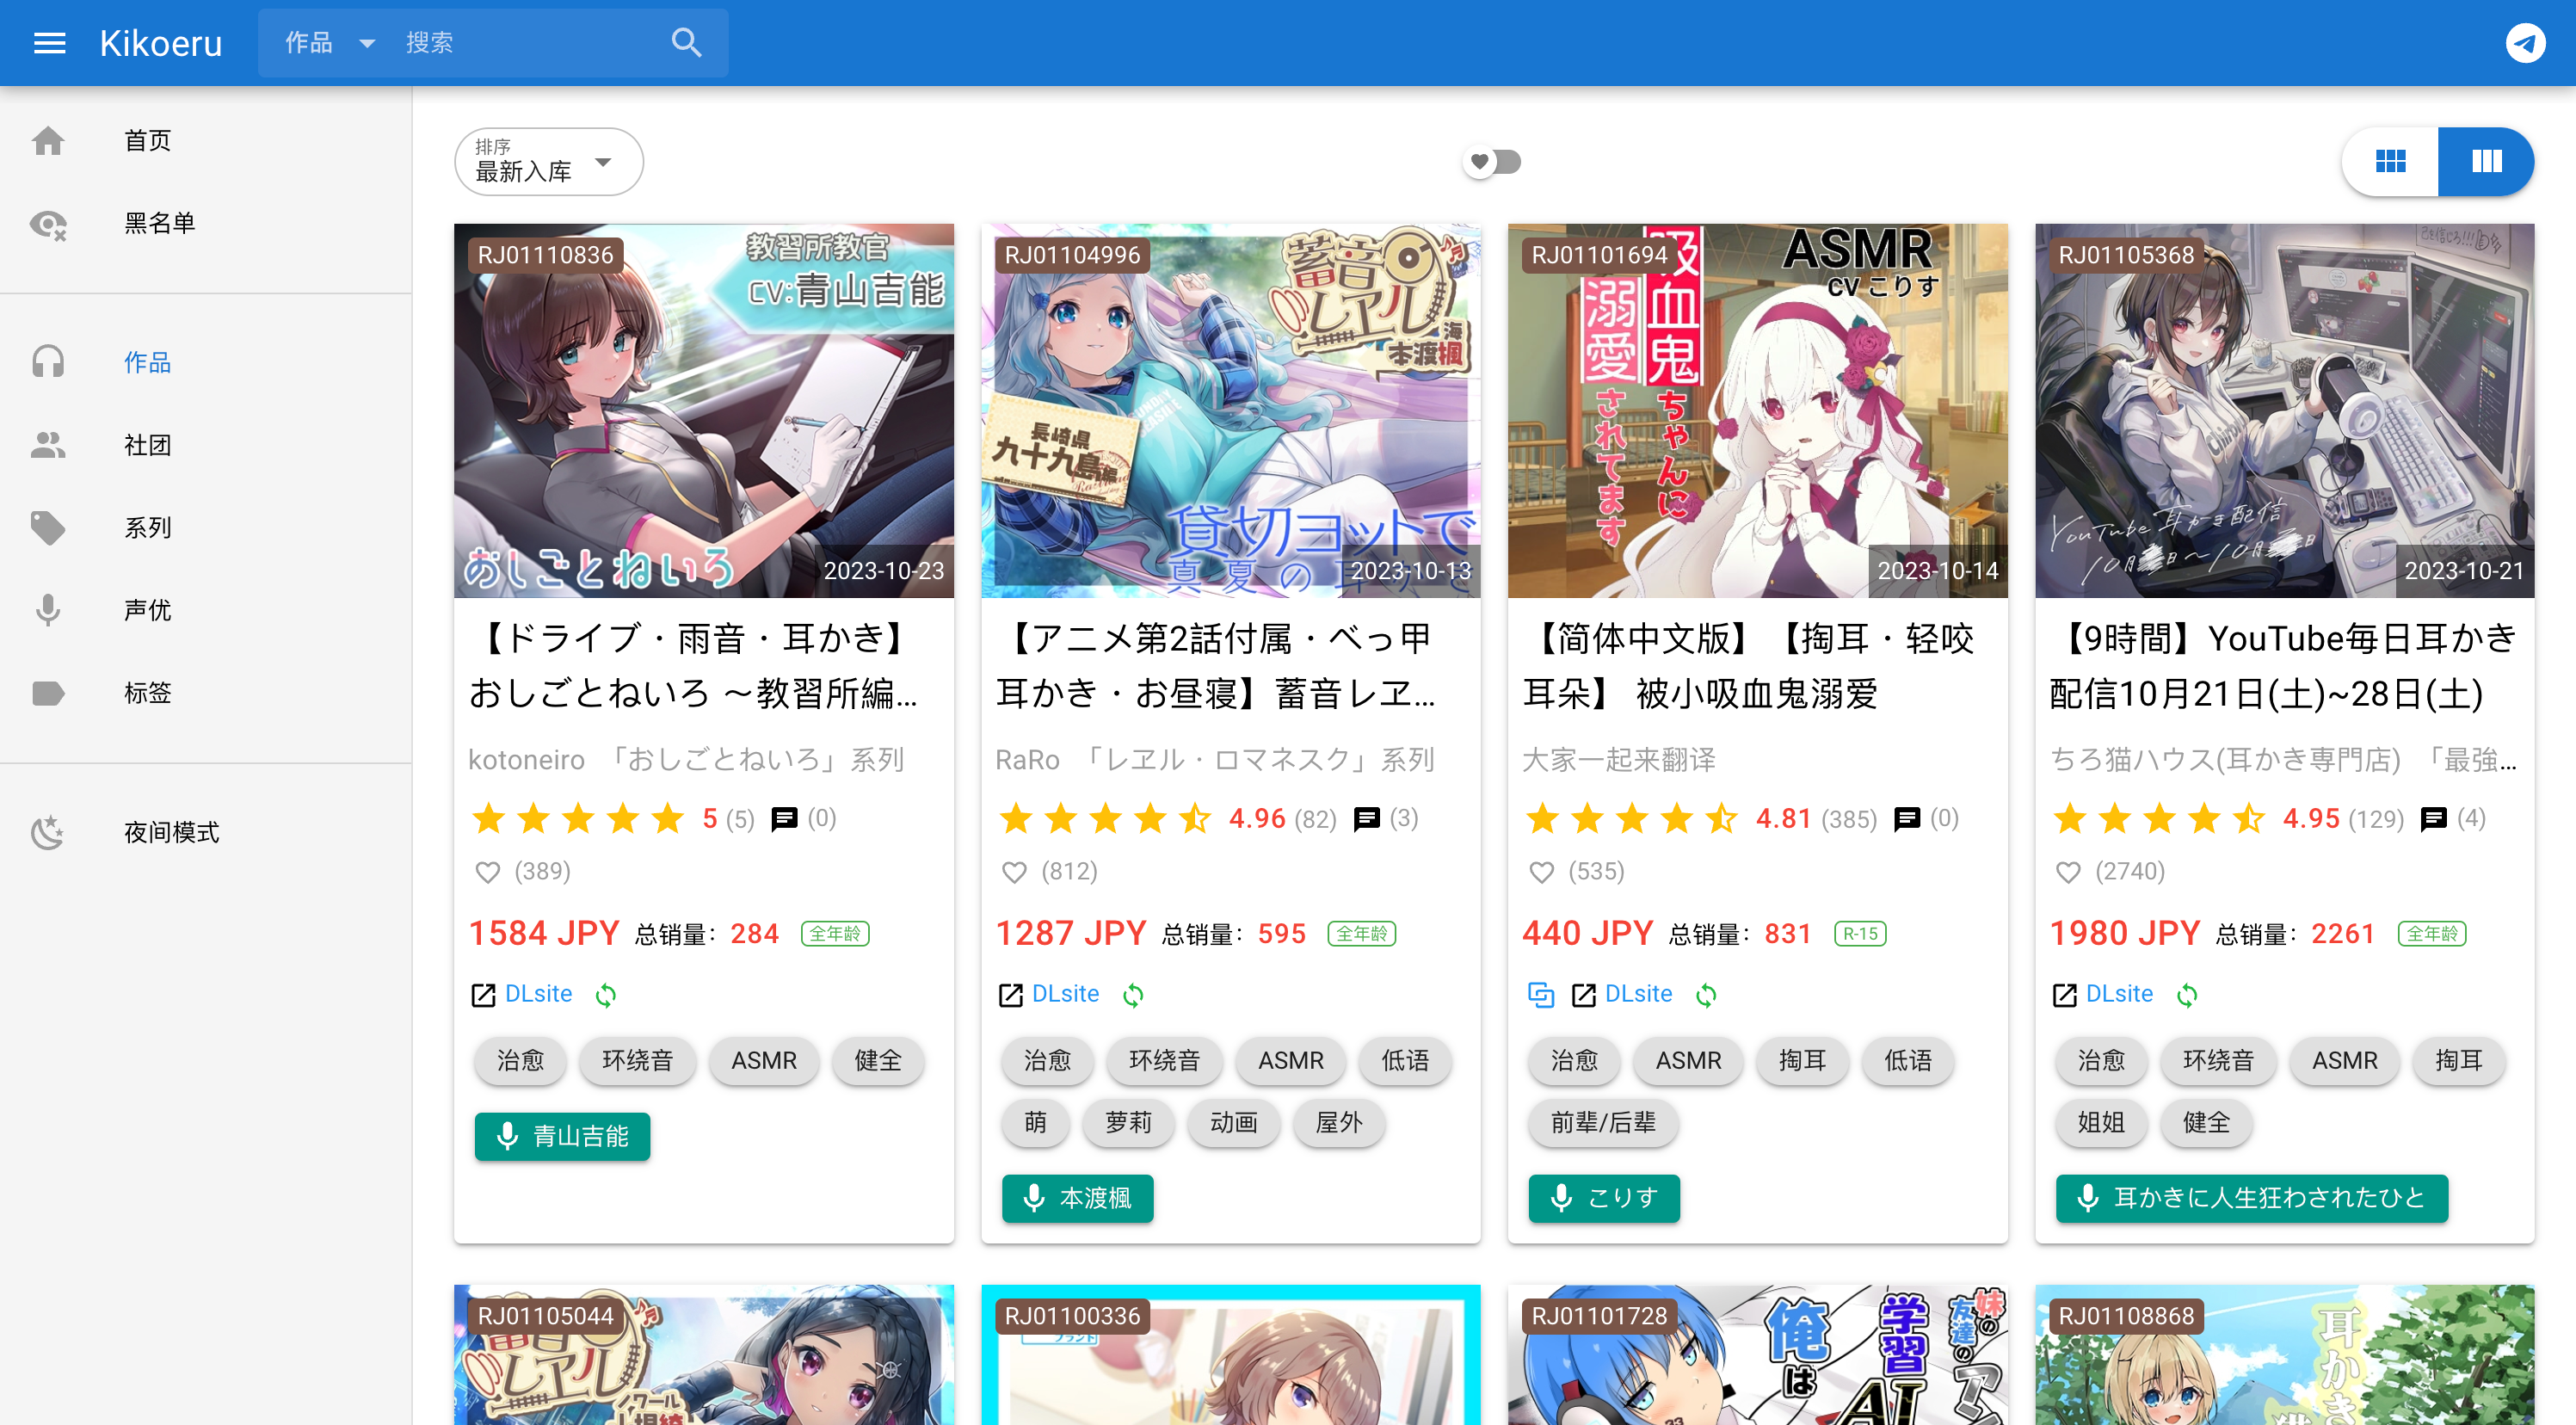 Kikoeru
作品
搜索
首页
黑名单
作品
社团
系列
声优
标签
夜间模式
排序
最新入库
RJ01110836
教習所教官
CV:青山吉能
おしごとねいろ
2023-10-23
【ドライブ・雨音・耳かき】
おしごとねいろ ～教習所編...
kotoneiro 「おしごとねいろ」系列
5 (5) (0)
(389)
1584 JPY 总销量：284 全年龄
DLsite
治愈 环绕音 ASMR 健全
青山吉能
RJ01104996
蓄音
レヱル
海
本渡楓
長崎県
九十九島編
貸切ヨットで
真夏の耳かき
2023-10-13
【アニメ第2話付属・べっ甲
耳かき・お昼寝】蓄音レヱ...
RaRo 「レヱル・ロマネスク」系列
4.96 (82) (3)
(812)
1287 JPY 总销量：595 全年龄
DLsite
治愈 环绕音 ASMR 低语
萌 萝莉 动画 屋外
本渡楓
RJ01101694
ASMR
CV こりす
吸血鬼ちゃんに
溺愛されてます
2023-10-14
【简体中文版】【掏耳・轻咬
耳朵】 被小吸血鬼溺爱
大家一起来翻译
4.81 (385) (0)
(535)
440 JPY 总销量：831 R-15
DLsite
治愈 ASMR 掏耳 低语
前辈/后辈
こりす
RJ01105368
YouTube 耳かき配信
2023-10-21
【9時間】YouTube毎日耳かき
配信10月21日(土)~28日(土)
ちろ猫ハウス(耳かき専門店) 「最強...
4.95 (129) (4)
(2740)
1980 JPY 总销量：2261 全年龄
DLsite
治愈 环绕音 ASMR 掏耳
姐姐 健全
耳かきに人生狂わされたひと
RJ01105044
蓄音
レヱル
RJ01100336
RJ01101728
妹の
友達の
学習
AI
俺は
RJ01108868
耳かき